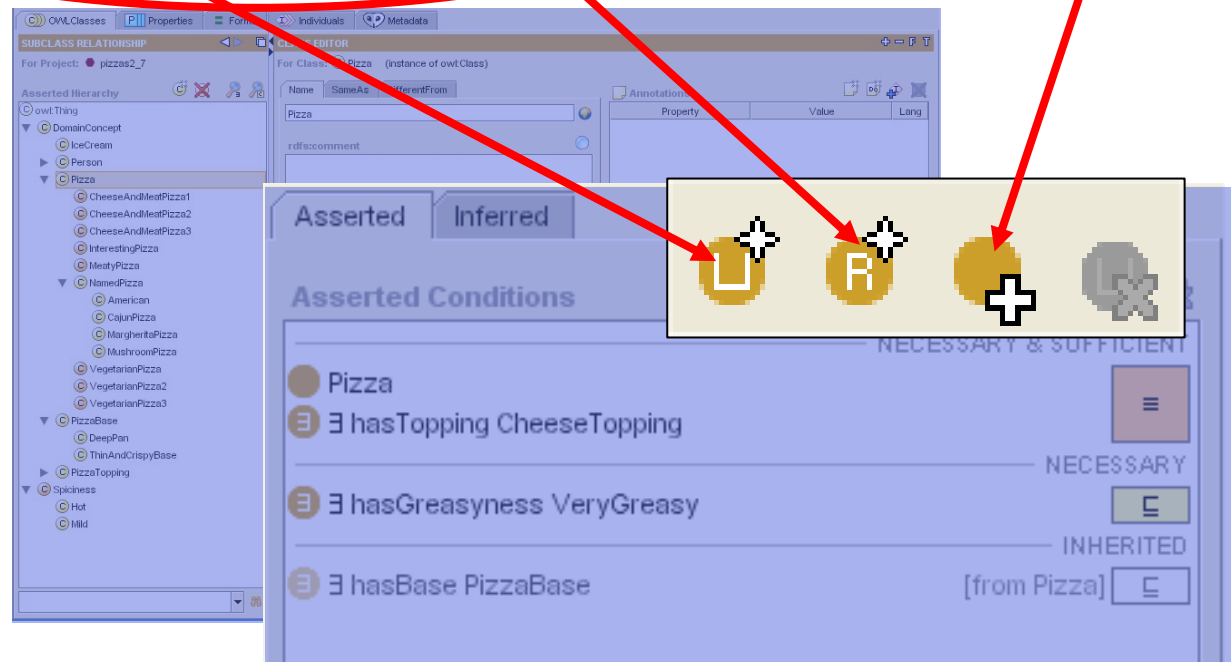 OWLClasses Properties Individuals Metadata
SUBCLASS RELATIONSHIP
EDITOR
For Project: pizzas2_7
For Class: Pizza (instance of owl:Class)
Asserted Hierarchy
Name SameAs DifferentFrom
Annotations
owl:Thing
Pizza
Property Value Lang
DomainConcept
IceCream
rdfs:comment
Person
Pizza
CheeseAndMeatPizza1
CheeseAndMeatPizza2
CheeseAndMeatPizza3
InterestingPizza
MeatyPizza
NamedPizza
American
CajunPizza
MargheritaPizza
MushroomPizza
VegetarianPizza
VegetarianPizza2
VegetarianPizza3
PizzaBase
DeepPan
ThinAndCrispyBase
PizzaTopping
Spiciness
Hot
Mild
Asserted Inferred
U R
Asserted Conditions
NECESSARY & SUFFICIENT
Pizza
≡
∃ ∃ hasTopping CheeseTopping
NECESSARY
∃ ∃ hasGreasyness VeryGreasy ⊑
INHERITED
∃ ∃ hasBase PizzaBase [from Pizza] ⊑